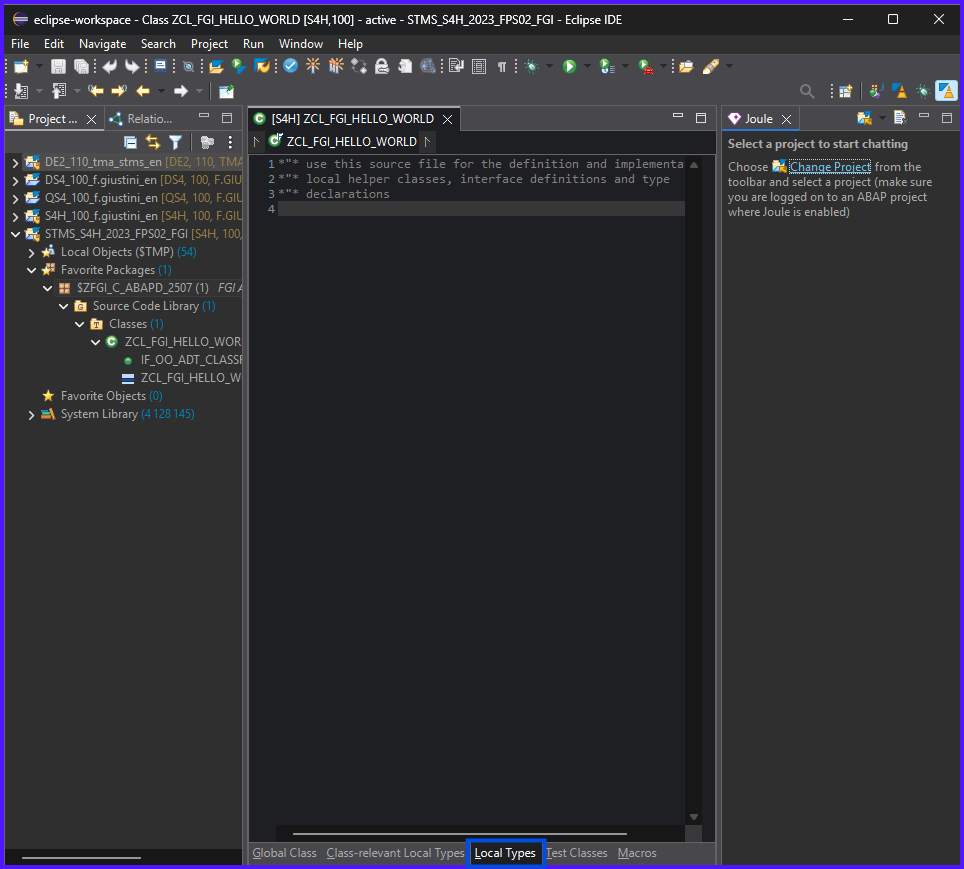 eclipse-workspace - Class ZCL_FGI_HELLO_WORLD [S4H,100] - active - STMS_S4H_2023_FPS02_FGI - Eclipse IDE
File Edit Navigate Search Project Run Window Help
Project ...
Relatio...
DE2_110_tma_stms_en [DE2, 110, TMA
DS4_100_f.giustini_en [DS4, 100, F.GIU
QS4_100_f.giustini_en [QS4, 100, F.GIU
S4H_100_f.giustini_en [S4H, 100, F.GIU
STMS_S4H_2023_FPS02_FGI [S4H, 100,
Local Objects ($TMP) (54)
Favorite Packages (1)
$ZFGI_C_ABAPD_2507 (1) FGI A
Source Code Library (1)
Classes (1)
ZCL_FGI_HELLO_WOR
IF_OO_ADT_CLASSR
ZCL_FGI_HELLO_W
Favorite Objects (0)
System Library (4 128 145)
[S4H] ZCL_FGI_HELLO_WORLD
ZCL_FGI_HELLO_WORLD
1 *"* use this source file for the definition and implementa
2 *"* local helper classes, interface definitions and type
3 *"* declarations
4
Global Class Class-relevant Local Types Local Types Test Classes Macros
Joule
Select a project to start chatting
Choose Change Project from the
toolbar and select a project (make sure
you are logged on to an ABAP project
where Joule is enabled)